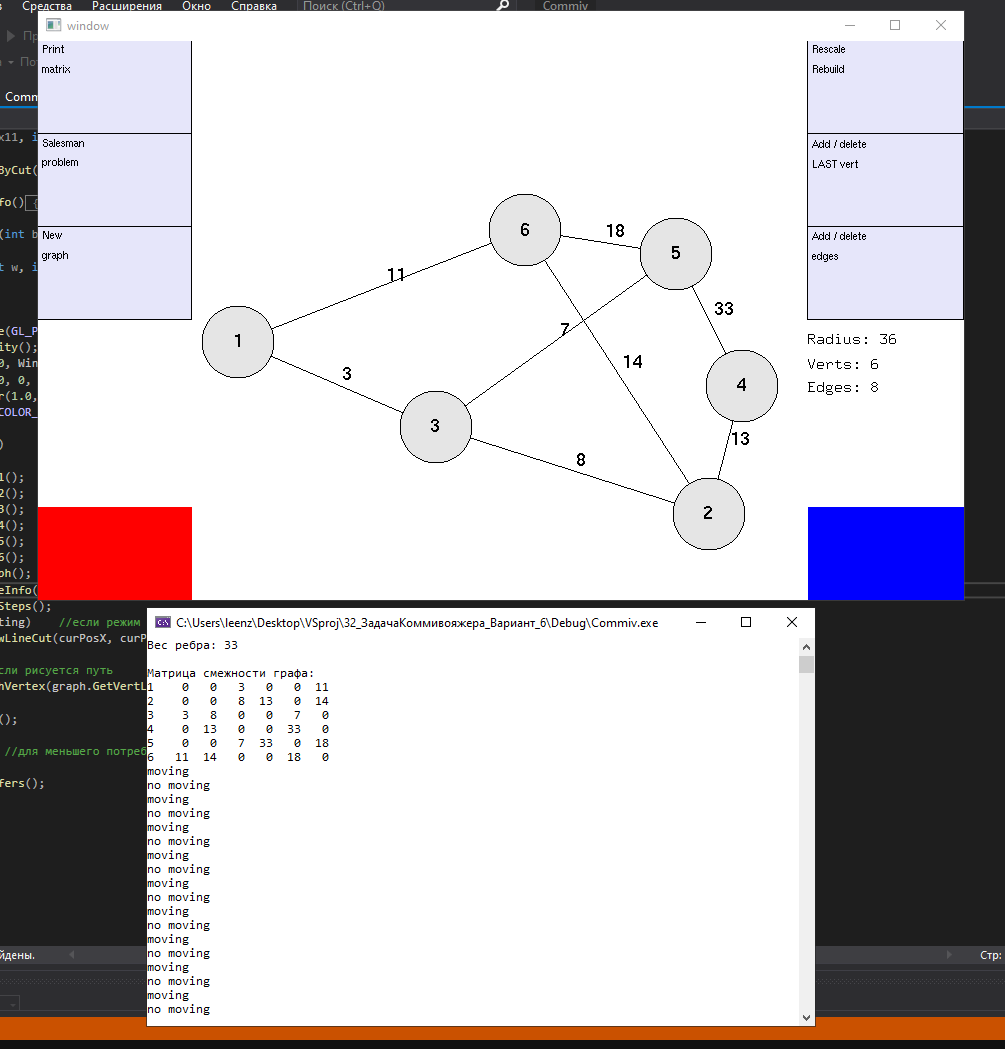 Средства Расширения Окно Справка Поиск (Ctrl+Q) Commiv
window
Print
matrix
Salesman
problem
New
graph
Rescale
Rebuild
Add / delete
LAST vert
Add / delete
edges
Radius: 36
Verts: 6
Edges: 8
6
18
5
11
33
7
1
14
3
4
3
13
8
2
Comm
x11, i
ByCut(
fo()
(int b
t w, i
e(GL_P
ity();
0, Win
0, 0,
r(1.0,
COLOR_
)
1();
2();
3();
4();
5();
6();
ph();
eInfo(
Steps();
ting) //если режим
wLineCut(curPosX, curP
сли рисуется путь
nVertex(graph.GetVertL
();
//для меньшего потреб
fers();
йдены.
Стр:
C:\Users\leenz\Desktop\VSproj\32_ЗадачаКоммивояжера_Вариант_6\Debug\Commiv.exe
Вес ребра: 33
Матрица смежности графа:
1 0 0 3 0 0 11
2 0 0 8 13 0 14
3 3 8 0 0 7 0
4 0 13 0 0 33 0
5 0 0 7 33 0 18
6 11 14 0 0 18 0
moving
no moving
moving
no moving
moving
no moving
moving
no moving
moving
no moving
moving
no moving
moving
no moving
moving
no moving
moving
no moving